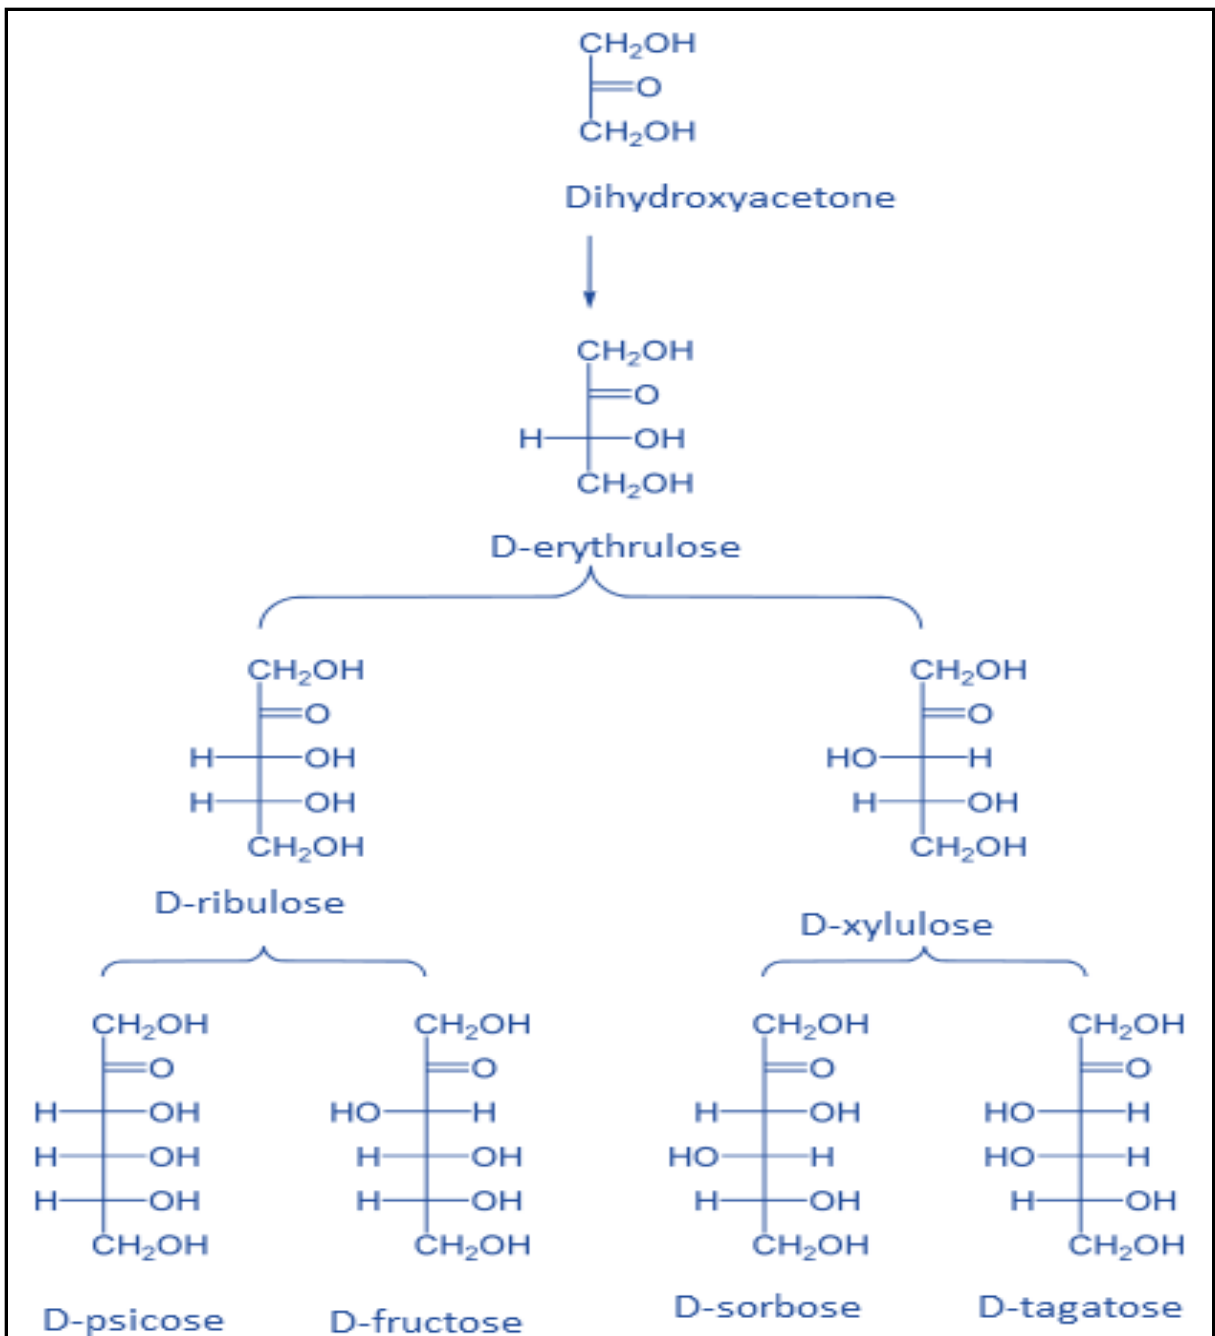 CH₂OH
O
CH₂OH
Dihydroxyacetone
CH₂OH
O
H OH
CH₂OH
D-erythrulose
CH₂OH CH₂OH
O O
H OH HO H
H OH H OH
CH₂OH CH₂OH
D-ribulose
D-xylulose
CH₂OH CH₂OH CH₂OH CH₂OH
O O O O
H OH HO H H OH HO H
H OH H OH HO H HO H
H OH H OH H OH H OH
CH₂OH CH₂OH CH₂OH CH₂OH
D-psicose D-fructose D-sorbose D-tagatose